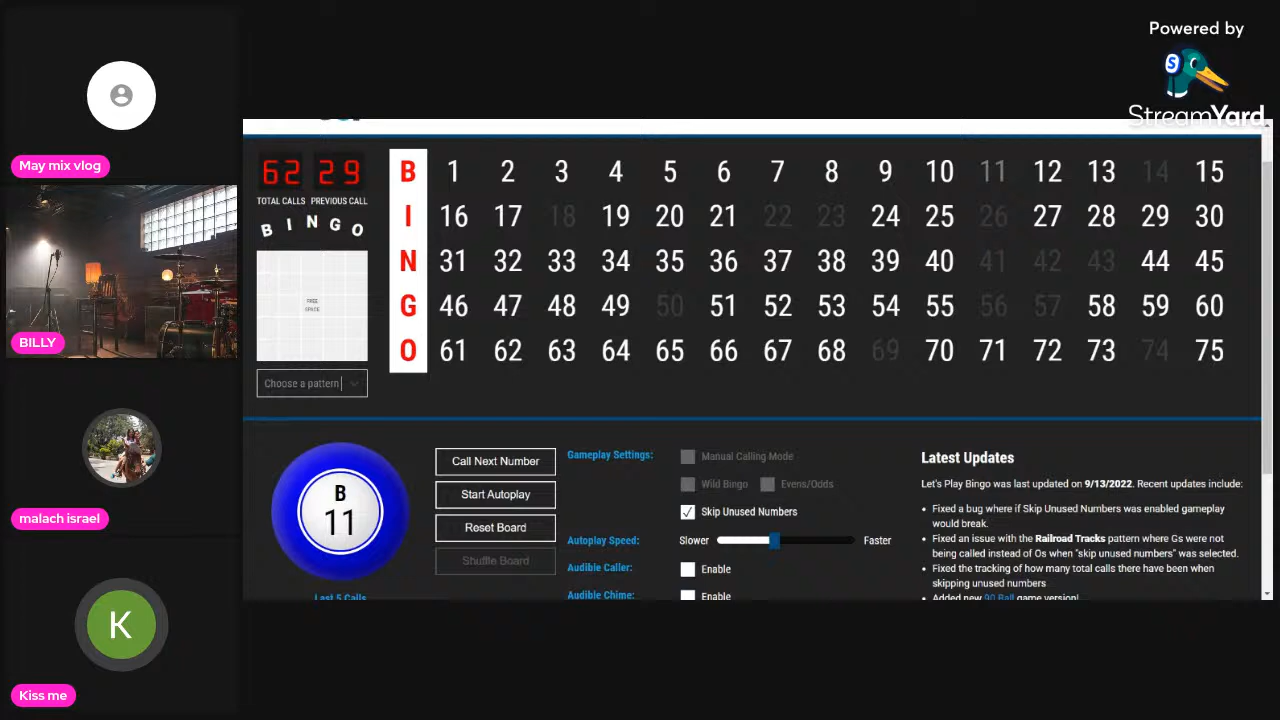 Powered by
StreamYard
May mix vlog
BILLY
malach israel
Kiss me
62 29
TOTAL CALLS PREVIOUS CALL
BINGO
FREE
SPACE
Choose a pattern
B 1 2 3 4 5 6 7 8 9 10 11 12 13 14 15
I 16 17 18 19 20 21 22 23 24 25 26 27 28 29 30
N 31 32 33 34 35 36 37 38 39 40 41 42 43 44 45
G 46 47 48 49 50 51 52 53 54 55 56 57 58 59 60
O 61 62 63 64 65 66 67 68 69 70 71 72 73 74 75
B
11
Last 5 Calls
Call Next Number
Start Autoplay
Reset Board
Shuffle Board
Gameplay Settings:
Manual Calling Mode
Wild Bingo Evens/Odds
Skip Unused Numbers
Autoplay Speed: Slower Faster
Audible Caller: Enable
Audible Chime: Enable
Latest Updates
Let's Play Bingo was last updated on 9/13/2022. Recent updates include:
• Fixed a bug where if Skip Unused Numbers was enabled gameplay
would break.
• Fixed an issue with the Railroad Tracks pattern where Gs were not
being called instead of Os when "skip unused numbers" was selected.
• Fixed the tracking of how many total calls there have been when
skipping unused numbers
• Added new 90 Ball game version!
K